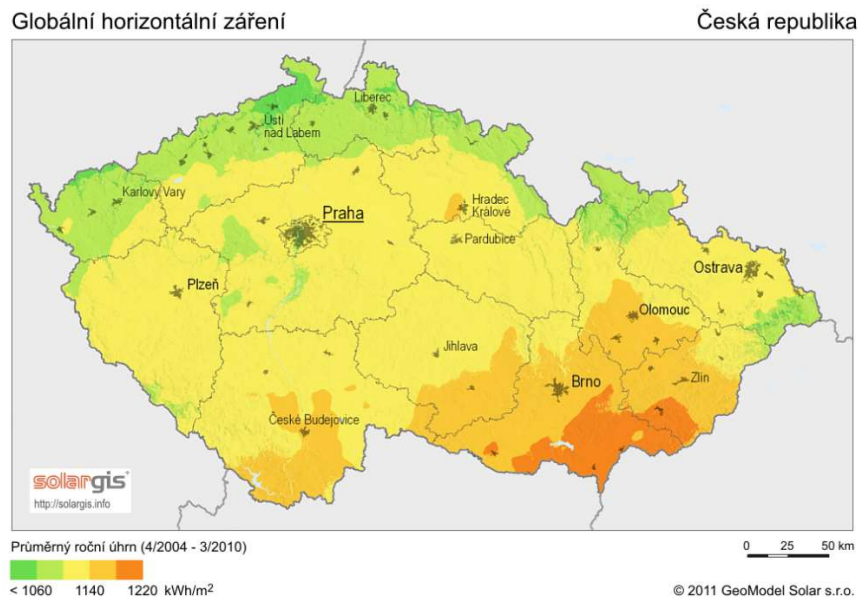 Globální horizontální záření
Česká republika
Liberec
Ústí
nad Labem
Karlovy Vary
Praha
Hradec
Králové
Pardubice
Plzeň
Ostrava
Olomouc
Jihlava
Brno
Zlín
České Budejovice
solargis
http://solargis.info
Průměrný roční úhrn (4/2004 - 3/2010)
0 25 50 km
< 1060 1140 1220 kWh/m²
© 2011 GeoModel Solar s.r.o.